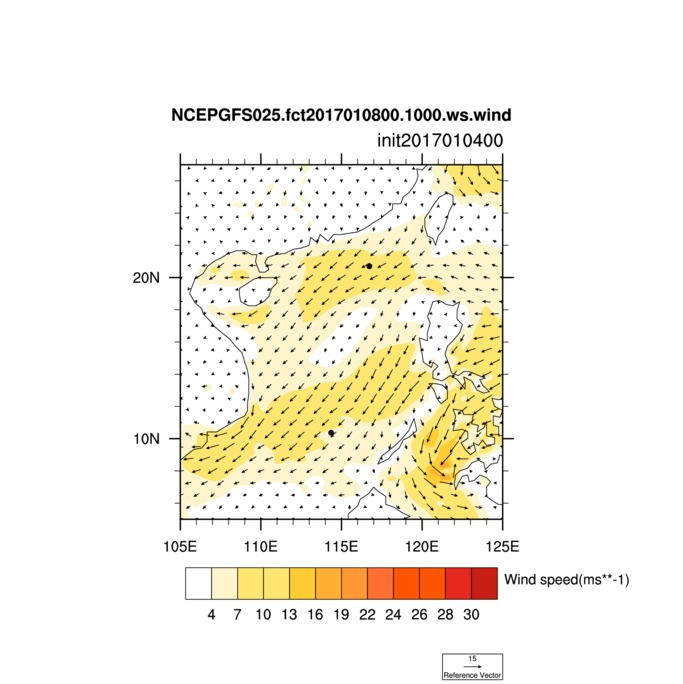 NCEPGFS025.fct2017010800.1000.ws.wind
init2017010400
20N
10N
105E 110E 115E 120E 125E
4 7 10 13 16 19 22 24 26 28 30
Wind speed(ms**-1)
15
Reference Vector